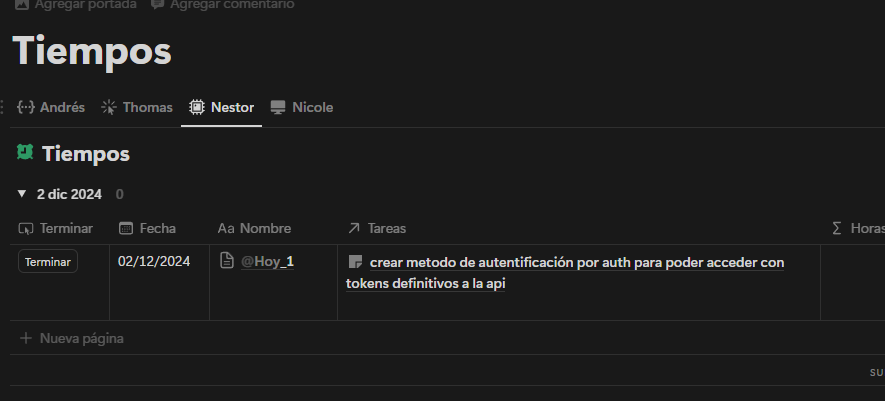 Agregar portada Agregar comentario
Tiempos
Andrés Thomas Nestor Nicole
Tiempos
2 dic 2024 0
Terminar Fecha Aa Nombre Tareas Σ Horas
Terminar 02/12/2024 @Hoy_1 crear metodo de autentificación por auth para poder acceder con
tokens definitivos a la api
+ Nueva página
SU